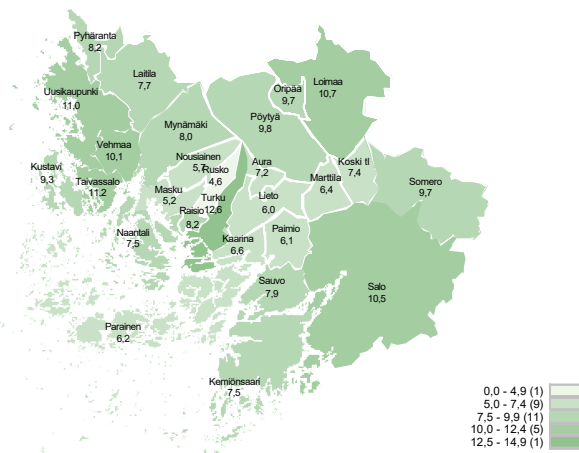 Pyhäranta
8,2
Laitila
7,7
Loimaa
10,7
Oripää
9,7
Uusikaupunki
11,0
Pöytyä
9,8
Mynämäki
8,0
Vehmaa
10,1
Nousiainen
5,7
Rusko
4,6
Aura
7,2
Koski tl
7,4
Kustavi
9,3
Taivassalo
11,2
Marttila
6,4
Somero
9,7
Masku
5,2
Turku
12,6
Lieto
6,0
Raisio
8,2
Naantali
7,5
Kaarina
6,6
Paimio
6,1
Sauvo
7,9
Salo
10,5
Parainen
6,2
Kemiönsaari
7,5
0,0 - 4,9 (1)
5,0 - 7,4 (9)
7,5 - 9,9 (11)
10,0 - 12,4 (5)
12,5 - 14,9 (1)